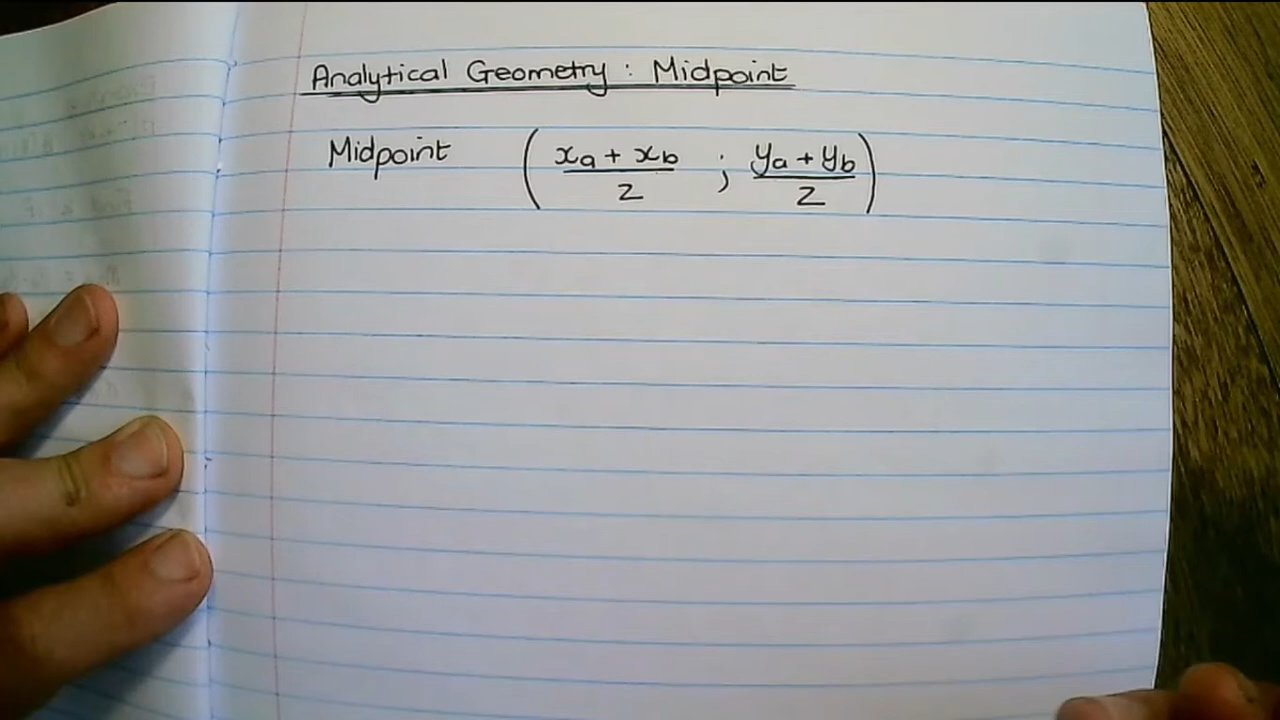 Analytical Geometry : Midpoint
Midpoint ( xa + xb / 2 ; ya + yb / 2 )